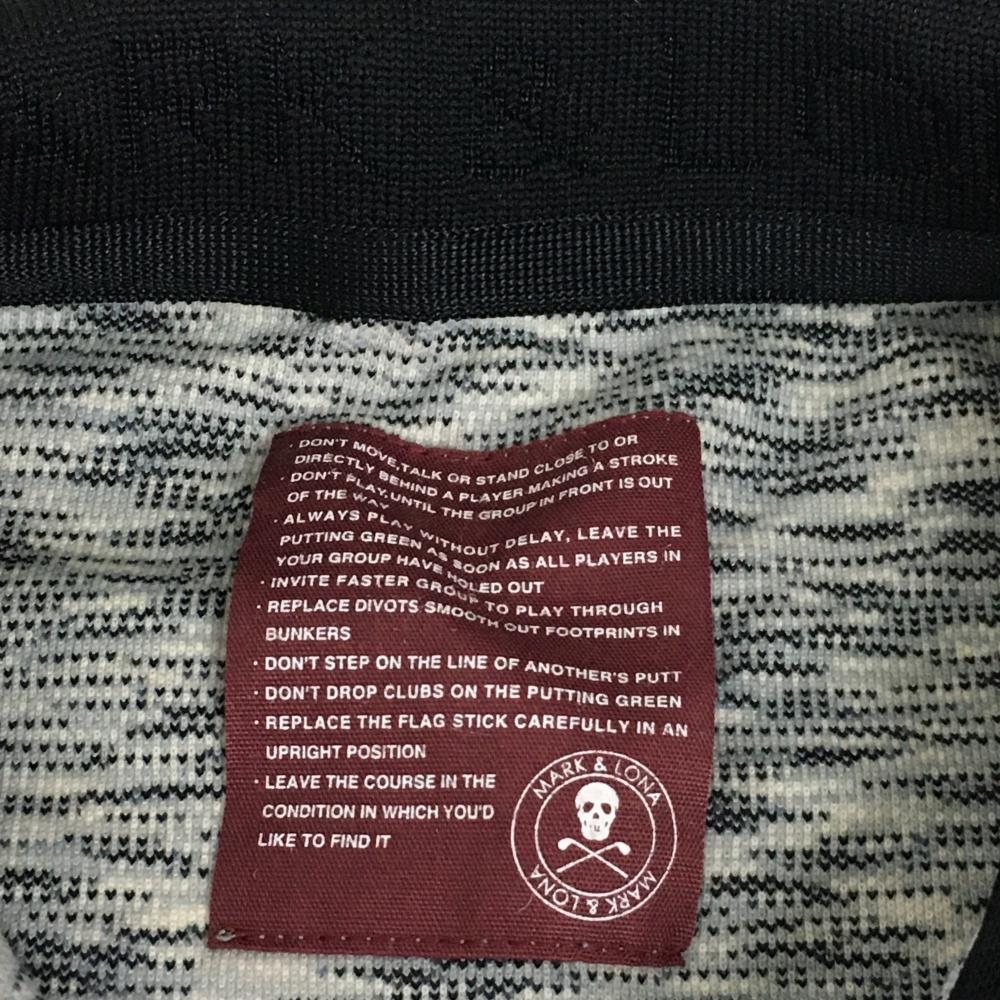 RK & LO
· DON'T MOVE, TALK OR STAND CLOSE TO OR
DIRECTLY BEHIND A PLAYER MAKING A STROKE
· DON'T PLAY UNTIL THE GROUP IN FRONT IS OUT
OF THE WAY
· ALWAYS PLAY WITHOUT DELAY, LEAVE THE
PUTTING GREEN AS SOON AS ALL PLAYERS IN
YOUR GROUP HAVE HOLED OUT
· INVITE FASTER GROUP TO PLAY THROUGH
· REPLACE DIVOTS SMOOTH OUT FOOTPRINTS IN
BUNKERS
· DON'T STEP ON THE LINE OF ANOTHER'S PUTT
· DON'T DROP CLUBS ON THE PUTTING GREEN
· REPLACE THE FLAG STICK CAREFULLY IN AN
UPRIGHT POSITION
· LEAVE THE COURSE IN THE
CONDITION IN WHICH YOU'D
LIKE TO FIND IT
MARK & LONA
MARK & LONA